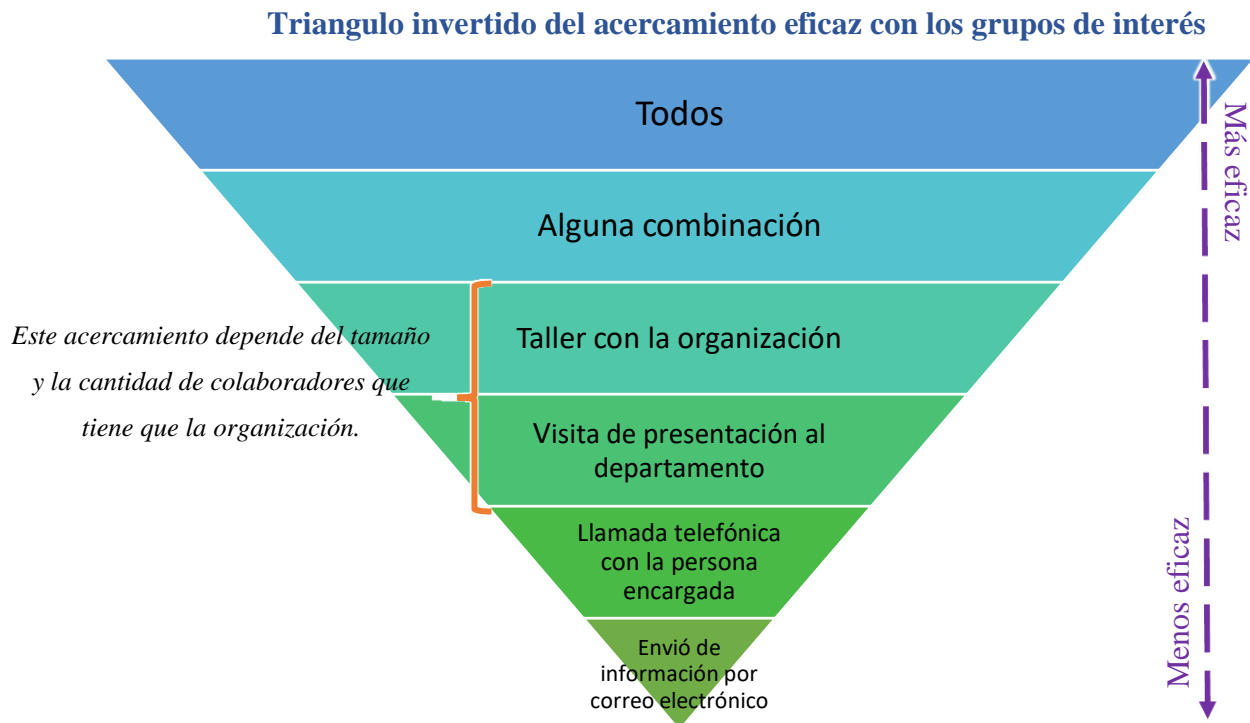 Triangulo invertido del acercamiento eficaz con los grupos de interés
Todos
Más eficaz
Alguna combinación
Este acercamiento depende del tamaño
y la cantidad de colaboradores que
tiene que la organización.
Taller con la organización
Visita de presentación al
departamento
Llamada telefónica
con la persona
encargada
Menos eficaz
Envió de
información por
correo electrónico